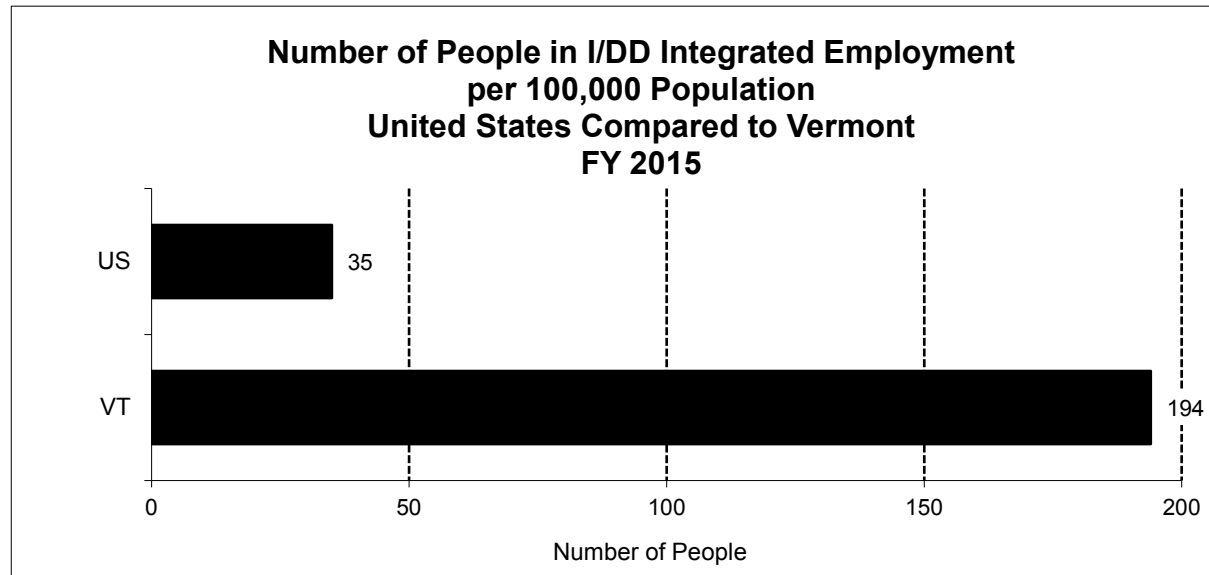 Number of People in I/DD Integrated Employment
per 100,000 Population
United States Compared to Vermont
FY 2015
US
35
VT
194
0
50
100
150
200
Number of People